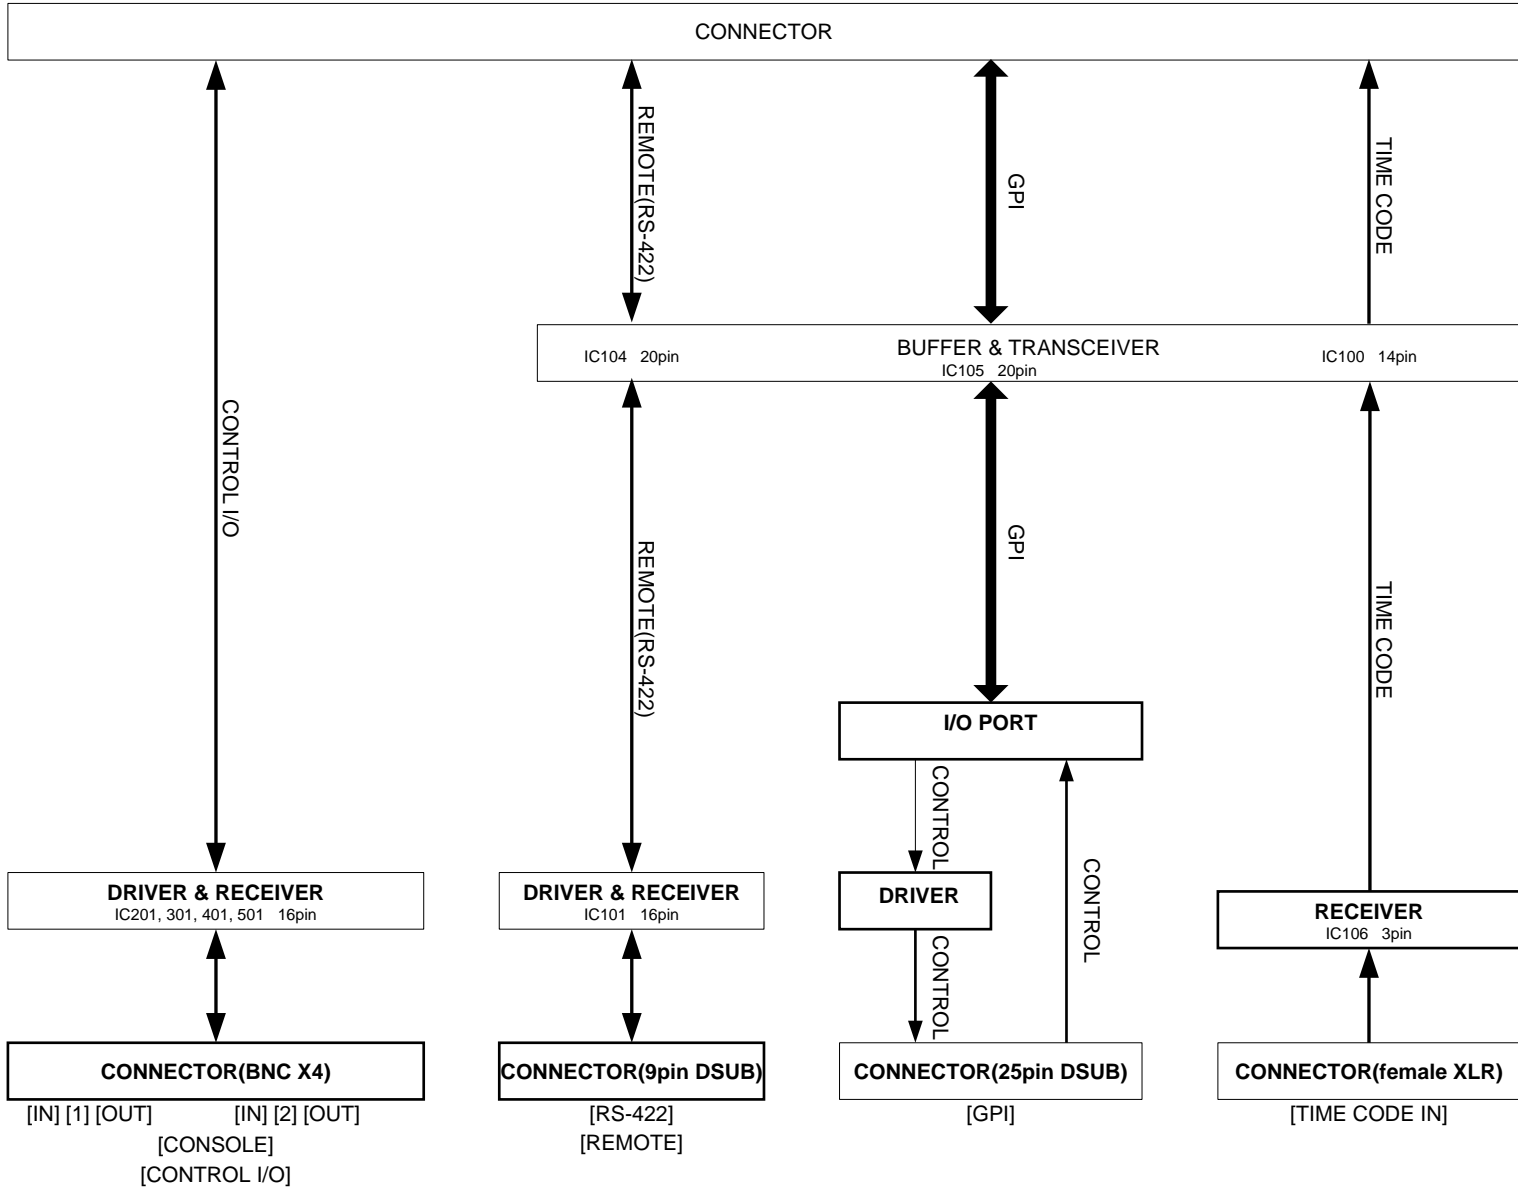 CONNECTOR
REMOTE(RS-422)
GPI
TIME CODE
BUFFER & TRANSCEIVER
IC104 20pin
IC105 20pin
IC100 14pin
CONTROL I/O
REMOTE(RS-422)
GPI
TIME CODE
I/O PORT
CONTROL
CONTROL
DRIVER & RECEIVER
IC201, 301, 401, 501 16pin
DRIVER & RECEIVER
IC101 16pin
DRIVER
RECEIVER
IC106 3pin
CONTROL
CONNECTOR(BNC X4)
CONNECTOR(9pin DSUB)
CONNECTOR(25pin DSUB)
CONNECTOR(female XLR)
[IN] [1] [OUT] [IN] [2] [OUT]
[CONSOLE]
[CONTROL I/O]
[RS-422]
[REMOTE]
[GPI]
[TIME CODE IN]